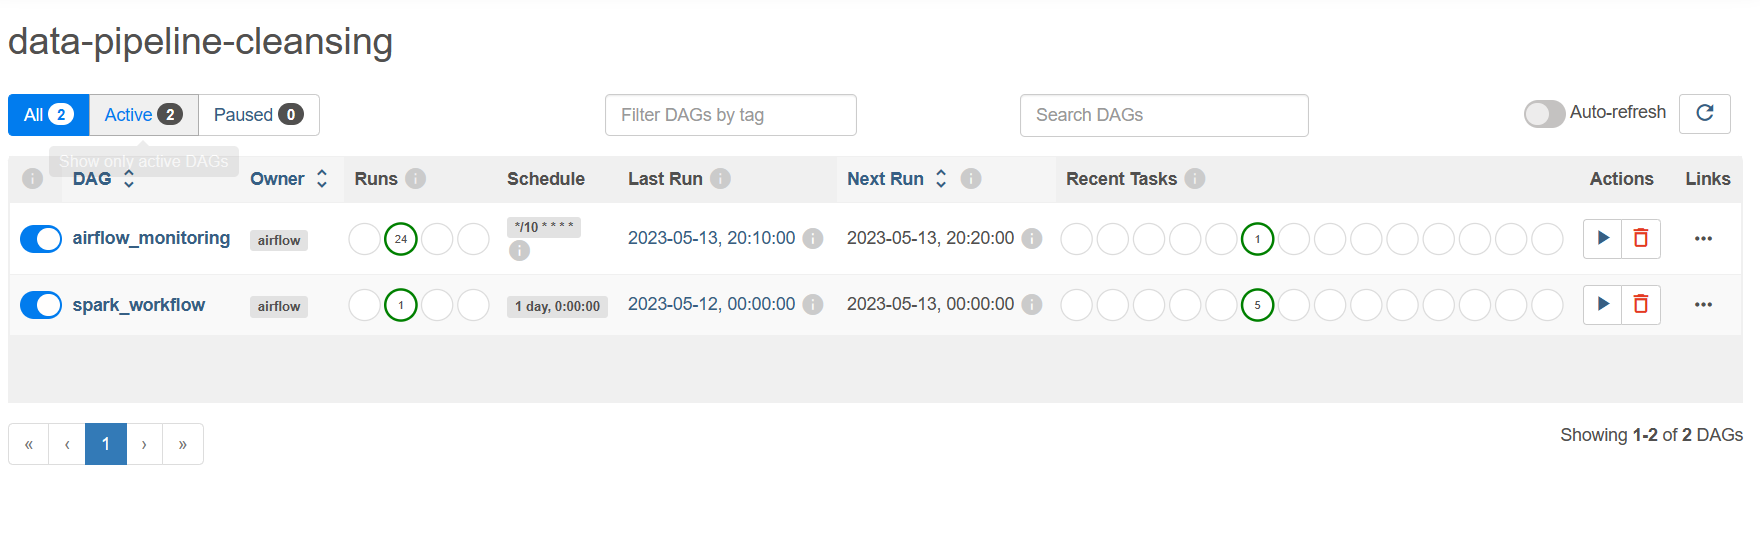 data-pipeline-cleansing
All 2 Active 2 Paused 0 Filter DAGs by tag Search DAGs Auto-refresh
Show only active DAGs
i DAG Owner Runs i Schedule Last Run i Next Run i Recent Tasks i Actions Links
airflow_monitoring airflow 24 */10 * * * * i 2023-05-13, 20:10:00 i 2023-05-13, 20:20:00 i 1 ...
spark_workflow airflow 1 1 day, 0:00:00 2023-05-12, 00:00:00 i 2023-05-13, 00:00:00 i 5 ...
« ‹ 1 › » Showing 1-2 of 2 DAGs